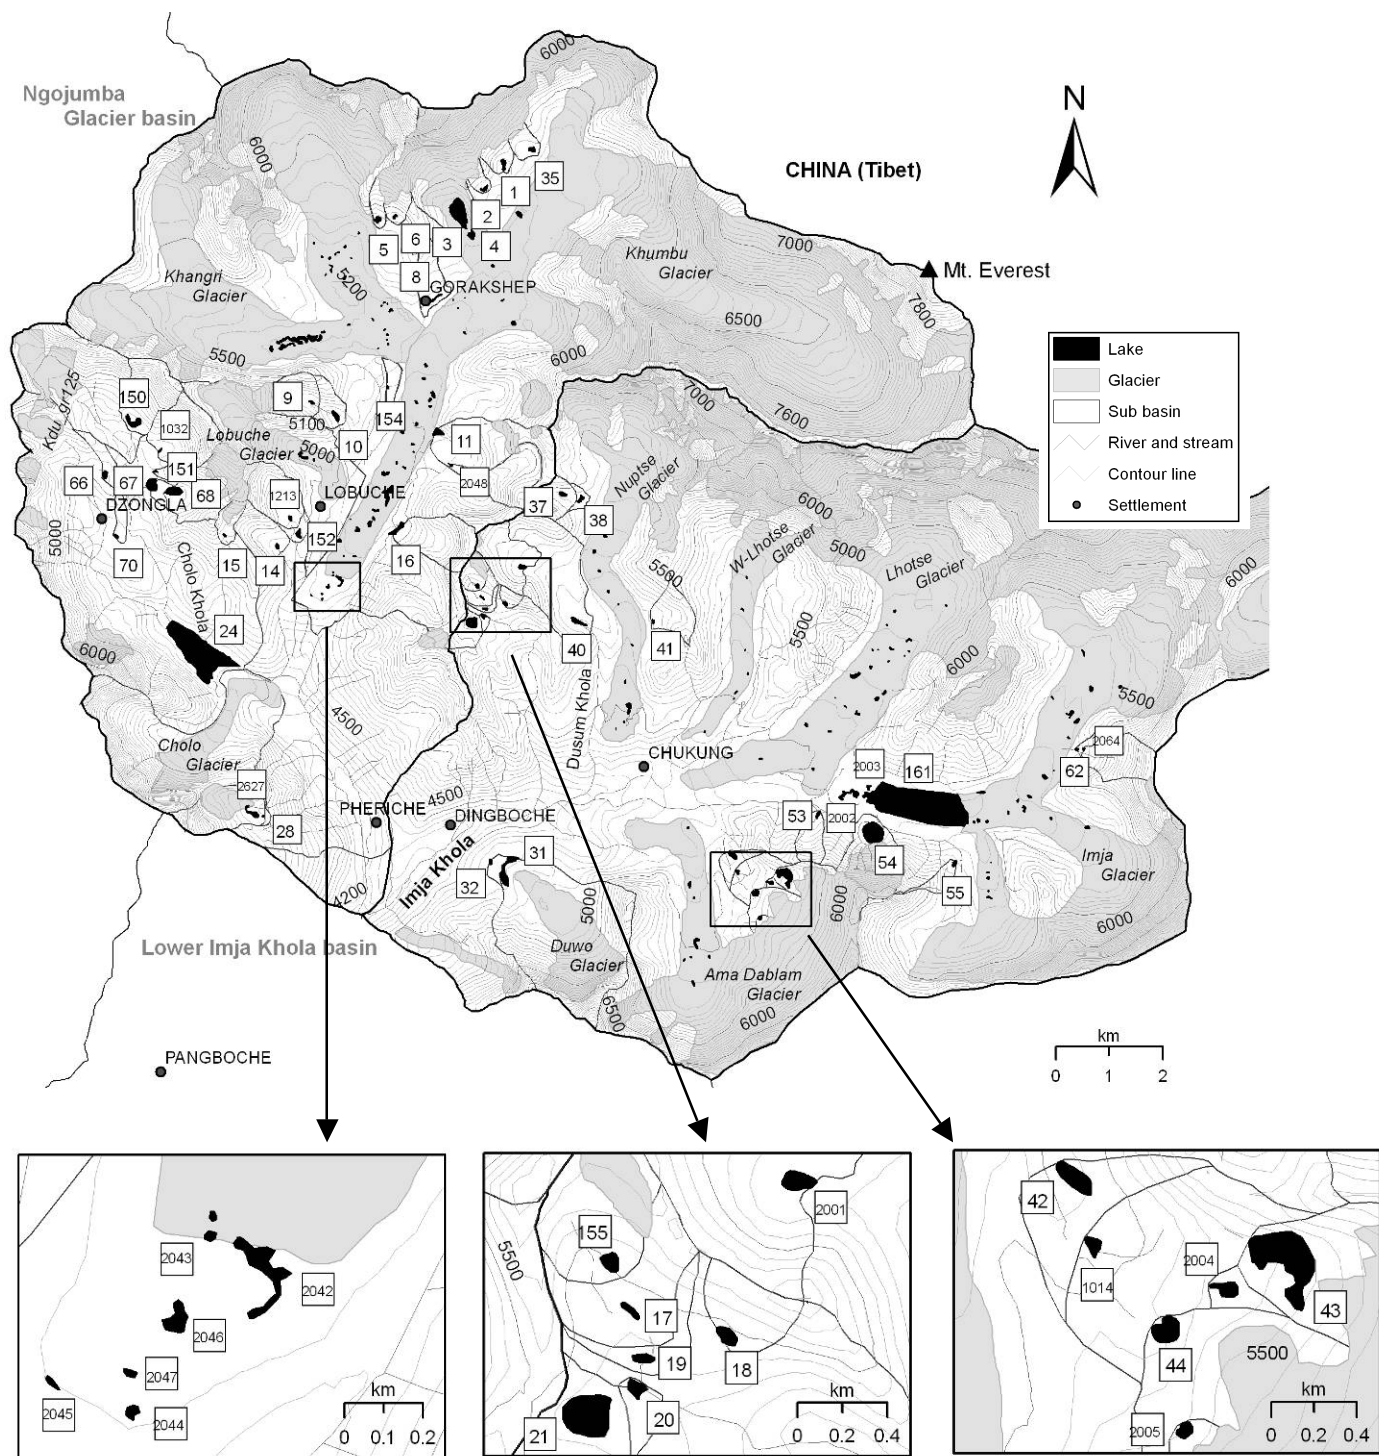 6000
Ngojumba
Glacier basin
6000
N
CHINA (Tibet)
35
1
2
7000
6
3
4
5
Khumbu
Glacier
Mt. Everest
Khangri
Glacier
5200
8
GORAKSHEP
7800
6500
Lake
5500
6000
Glacier
Kdu_gr125
150
9
7000
7600
Sub basin
1032
5100
154
11
River and stream
Lobuche
Glacier
5000
10
Nuptse
Glacier
Contour line
66
67
151
68
1213
LOBUCHE
2048
37
38
6000
Settlement
DZONGLA
5000
152
W-Lhotse
Glacier
5000
70
Cholo Khola
15
14
16
5500
Lhotse
Glacier
6000
24
5500
6000
40
41
6000
4500
Dusum Khola
5500
Cholo
Glacier
CHUKUNG
2003
161
2064
62
2627
4500
PHERICHE
DINGBOCHE
53
2002
28
31
54
Imja
Glacier
32
Imja Khola
55
4200
5000
6000
6000
Lower Imja Khola basin
Duwo
Glacier
Ama Dablam
Glacier
6500
6000
km
0 1 2
PANGBOCHE
2043
2042
2046
2047
2045
2044
km
0 0.1 0.2
155
2001
5500
17
19
18
20
21
km
0 0.2 0.4
42
1014
2004
43
44
5500
2005
km
0 0.2 0.4